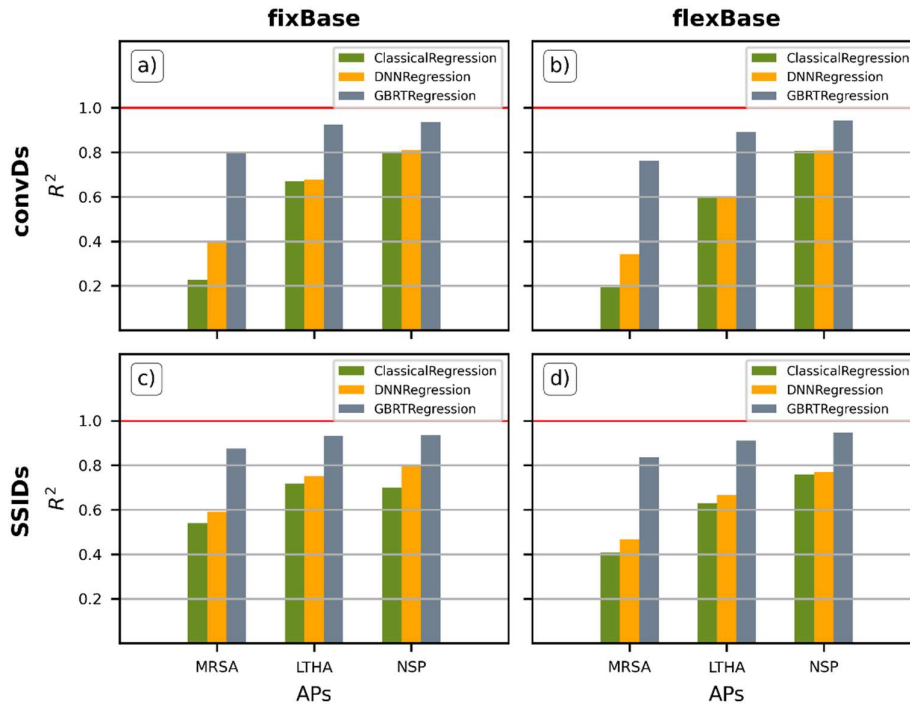 fixBase
flexBase
a)
ClassicalRegression
DNNRegression
GBRTRegression
b)
ClassicalRegression
DNNRegression
GBRTRegression
convDs
R²
1.0
0.8
0.6
0.4
0.2
c)
ClassicalRegression
DNNRegression
GBRTRegression
d)
ClassicalRegression
DNNRegression
GBRTRegression
SSIDs
R²
1.0
0.8
0.6
0.4
0.2
MRSA LTHA NSP
APs
MRSA LTHA NSP
APs